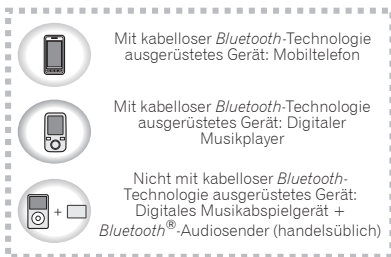 Mit kabelloser Bluetooth-Technologie
ausgerüstetes Gerät: Mobiltelefon
Mit kabelloser Bluetooth-Technologie
ausgerüstetes Gerät: Digitaler
Musikplayer
Nicht mit kabelloser Bluetooth-
Technologie ausgerüstetes Gerät:
Digitales Musikabspielgerät +
Bluetooth®-Audiosender (handelsüblich)
+